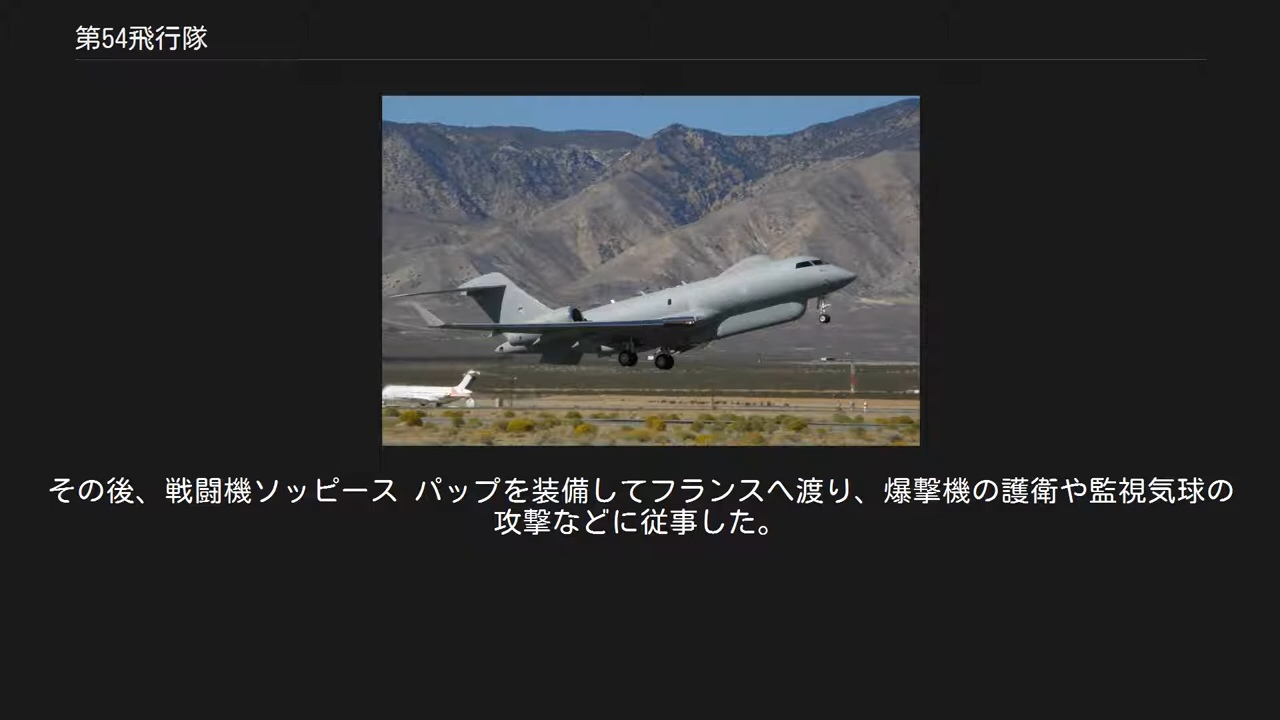 第54飛行隊
その後、戦闘機ソッピース パップを装備してフランスへ渡り、爆撃機の護衛や監視気球の
攻撃などに従事した。